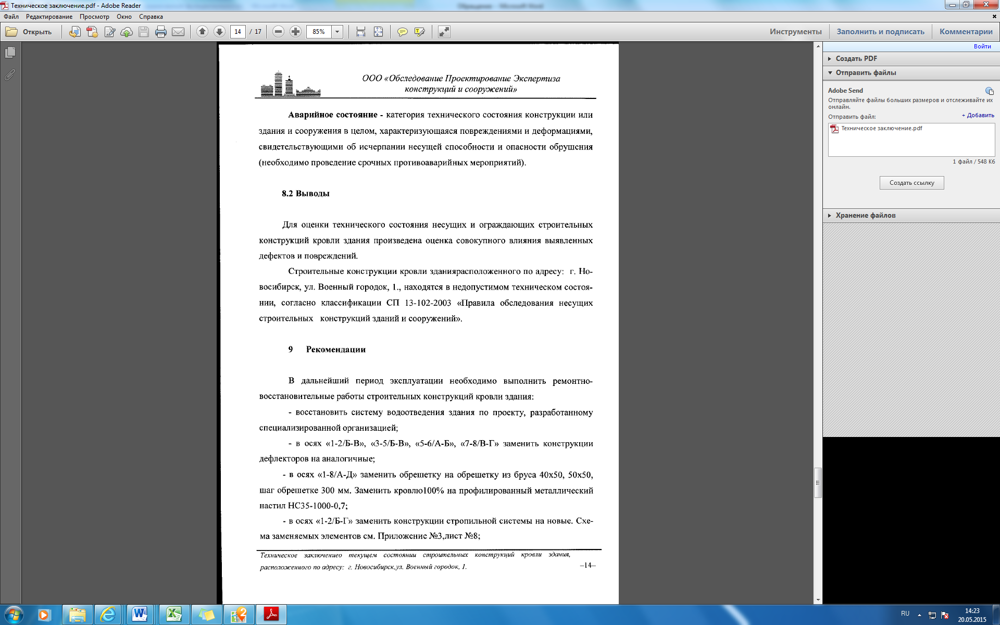 Техническое заключение.pdf - Adobe Reader
Файл Редактирование Просмотр Окно Справка
Открыть 14 / 17 85% Инструменты Заполнить и подписать Комментарии
Войти
Создать PDF
Отправить файлы
Adobe Send
Отправляйте файлы больших размеров и отслеживайте их
онлайн.
Отправить файл: + Добавить
Техническое заключение.pdf
1 файл / 548 Кб
Создать ссылку
Хранение файлов
ООО «Обследование Проектирование Экспертиза
конструкций и сооружений»
Аварийное состояние - категория технического состояния конструкции или
здания и сооружения в целом, характеризующаяся повреждениями и деформациями,
свидетельствующими об исчерпании несущей способности и опасности обрушения
(необходимо проведение срочных противоаварийных мероприятий).
8.2 Выводы
Для оценки технического состояния несущих и ограждающих строительных
конструкций кровли здания произведена оценка совокупного влияния выявленных
дефектов и повреждений.
Строительные конструкции кровли зданиярасположенного по адресу: г. Но-
восибирск, ул. Военный городок, 1., находятся в недопустимом техническом состоя-
нии, согласно классификации СП 13-102-2003 «Правила обследования несущих
строительных конструкций зданий и сооружений».
9 Рекомендации
В дальнейший период эксплуатации необходимо выполнить ремонтно-
восстановительные работы строительных конструкций кровли здания:
- восстановить систему водоотведения здания по проекту, разработанному
специализированной организацией;
- в осях «1-2/Б-В», «3-5/Б-В», «5-6/А-Б», «7-8/В-Г» заменить конструкции
дефлекторов на аналогичные;
- в осях «1-8/А-Д» заменить обрешетку на обрешетку из бруса 40х50, 50х50,
шаг обрешетке 300 мм. Заменить кровлю100% на профилированный металлический
настил НС35-1000-0,7;
- в осях «1-2/Б-Г» заменить конструкции стропильной системы на новые. Схе-
ма заменяемых элементов см. Приложение №3,лист №8;
Техническое заключениео текущем состоянии строительных конструкций кровли здания,
расположенного по адресу: г. Новосибирск,ул. Военный городок, 1. –14–
RU 14:23
20.05.2015